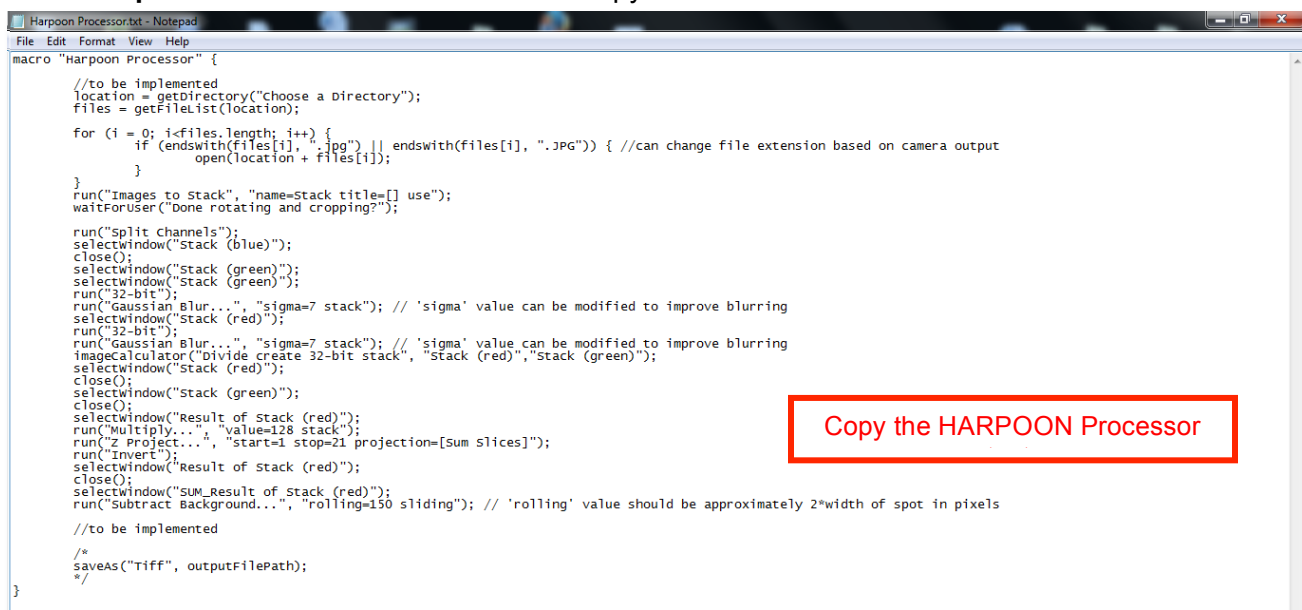 Harpoon Processor.txt - Notepad
File Edit Format View Help
macro "Harpoon Processor" {

        //to be implemented
        location = getDirectory("Choose a Directory");
        files = getFileList(location);

        for (i = 0; i<files.length; i++) {
                if (endsWith(files[i], ".jpg") || endsWith(files[i], ".JPG")) { //can change file extension based on camera output
                        open(location + files[i]);
                }
        }
        run("Images to Stack", "name=Stack title=[] use");
        waitForUser("Done rotating and cropping?");

        run("Split Channels");
        selectWindow("Stack (blue)");
        close();
        selectWindow("Stack (green)");
        selectWindow("Stack (green)");
        run("32-bit");
        run("Gaussian Blur...", "sigma=7 stack"); // 'sigma' value can be modified to improve blurring
        selectWindow("Stack (red)");
        run("32-bit");
        run("Gaussian Blur...", "sigma=7 stack"); // 'sigma' value can be modified to improve blurring
        imageCalculator("Divide create 32-bit stack", "Stack (red)","Stack (green)");
        selectWindow("Stack (red)");
        close();
        selectWindow("Stack (green)");
        close();
        selectWindow("Result of Stack (red)");
        run("Multiply...", "value=128 stack");
        run("Z Project...", "start=1 stop=21 projection=[Sum Slices]");
        run("Invert");
        selectWindow("Result of Stack (red)");
        close();
        selectWindow("SUM_Result of Stack (red)");
        run("Subtract Background...", "rolling=150 sliding"); // 'rolling' value should be approximately 2*width of spot in pixels

        //to be implemented

        /*
        saveAs("Tiff", outputFilePath);
        */
}
Copy the HARPOON Processor